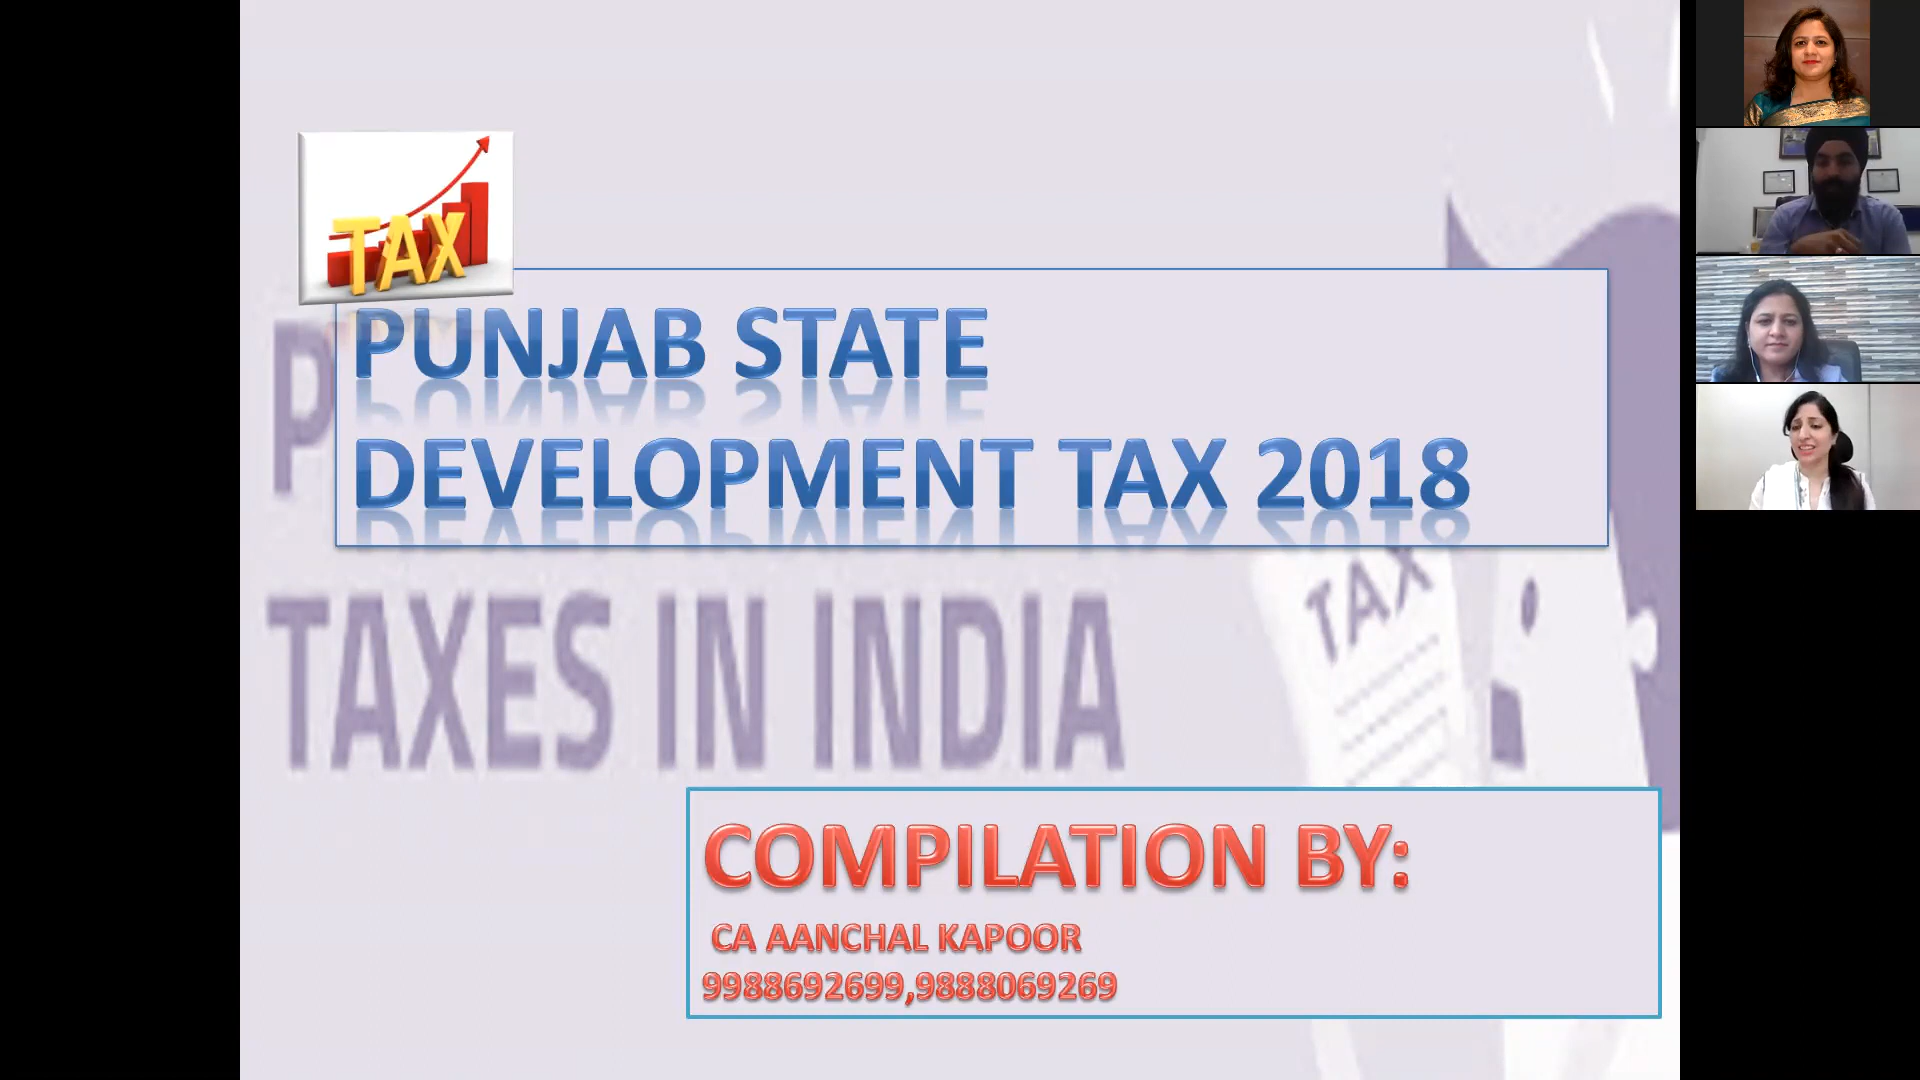 TAX
PUNJAB STATE
DEVELOPMENT TAX 2018
P
TAXES IN INDIA
TAX
COMPILATION BY:
CA AANCHAL KAPOOR
9988692699,9888069269